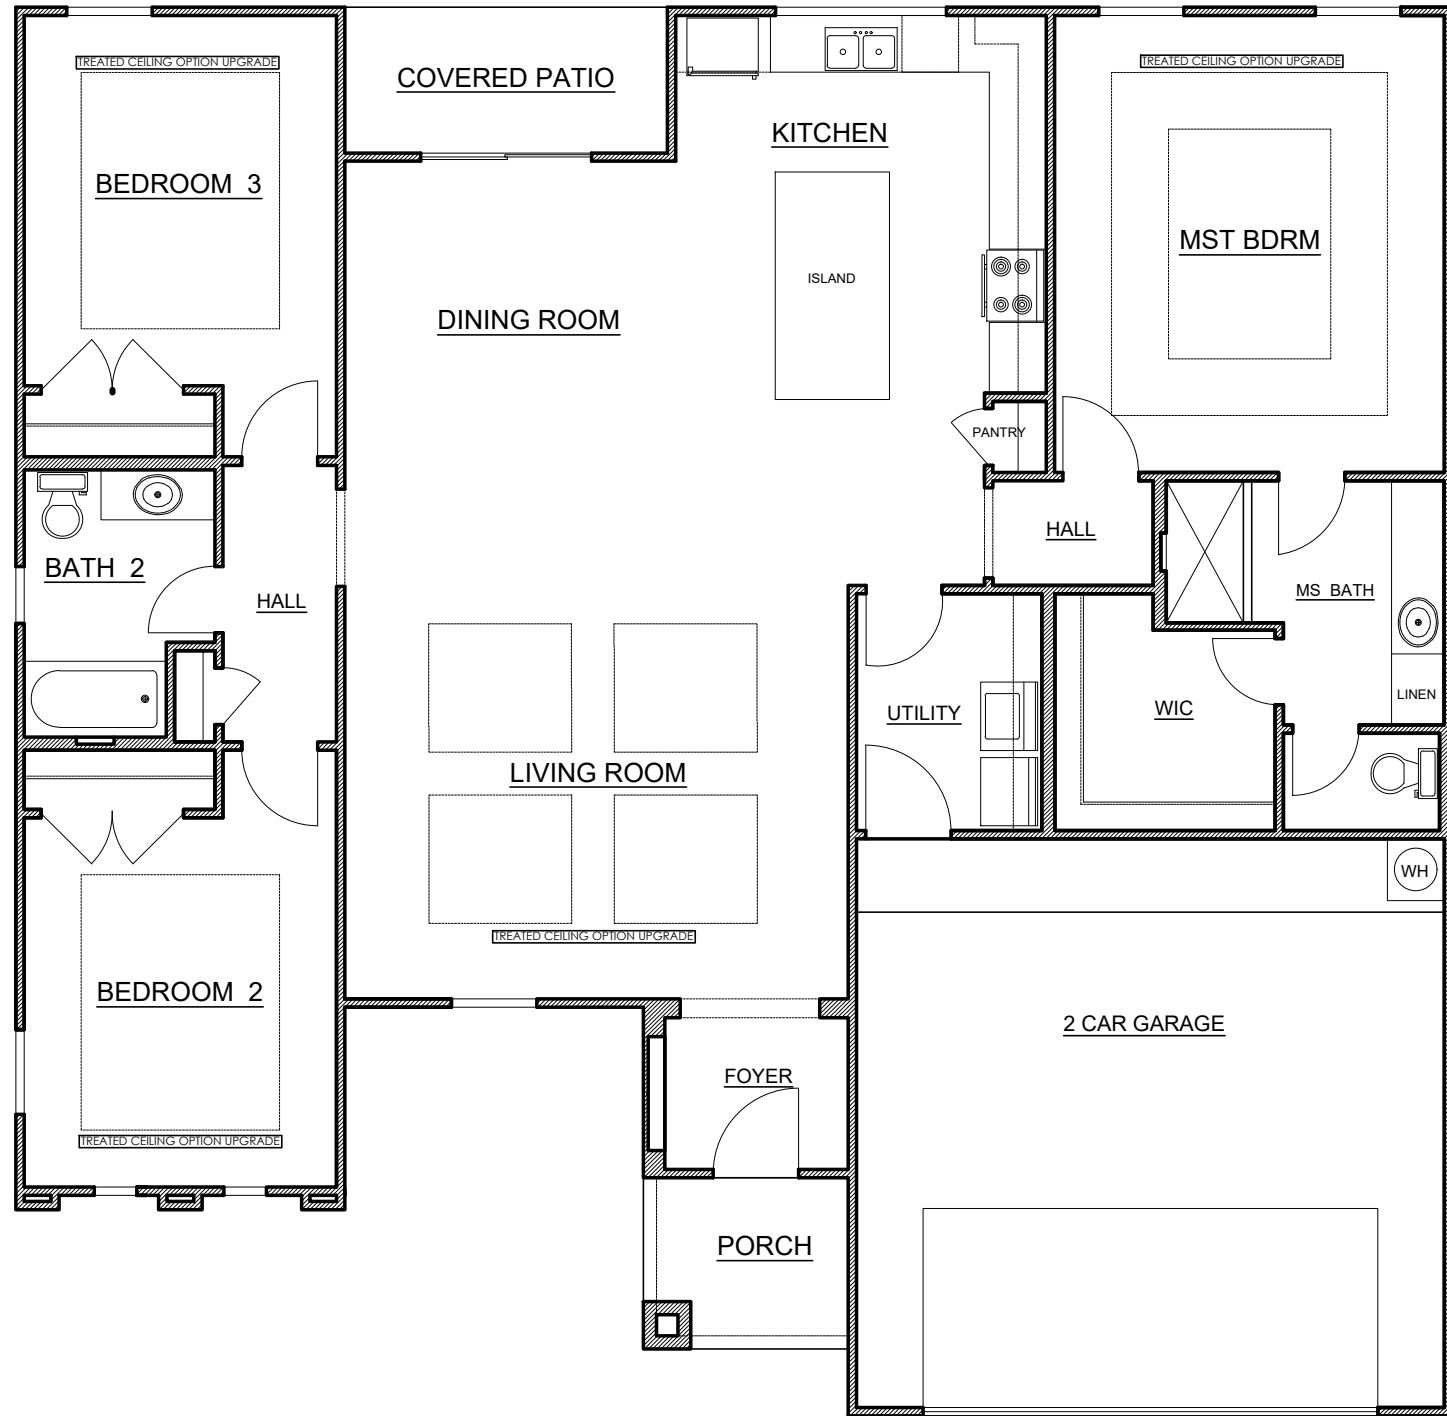 TREATED CEILING OPTION UPGRADE
TREATED CEILING OPTION UPGRADE
COVERED PATIO
KITCHEN
BEDROOM 3
MST BDRM
ISLAND
DINING ROOM
PANTRY
HALL
BATH 2
MS BATH
HALL
LINEN
WIC
UTILITY
LIVING ROOM
WH
TREATED CEILING OPTION UPGRADE
BEDROOM 2
2 CAR GARAGE
FOYER
TREATED CEILING OPTION UPGRADE
PORCH